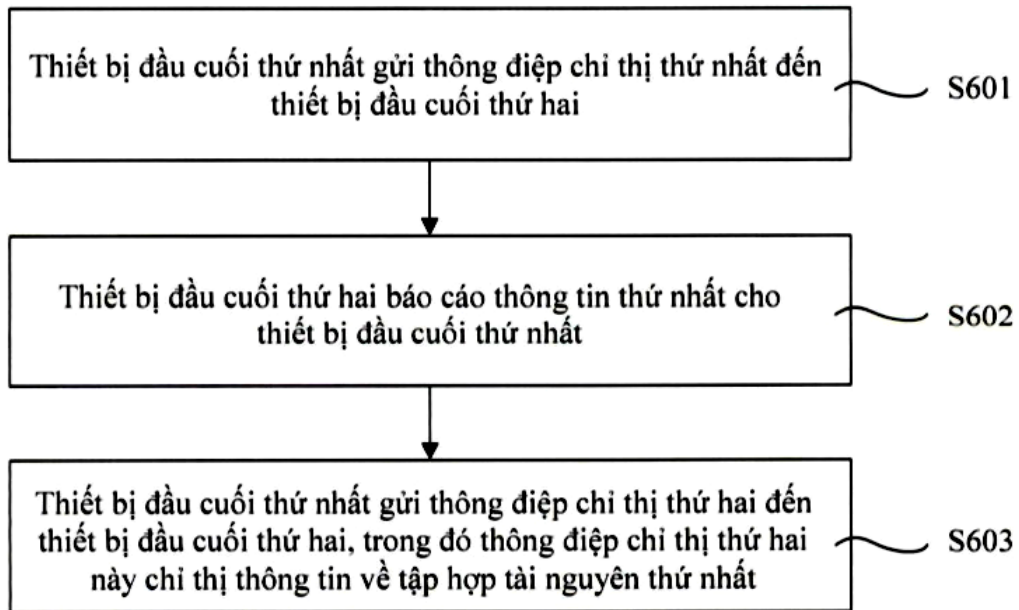 Thiết bị đầu cuối thứ nhất gửi thông điệp chỉ thị thứ nhất đến
thiết bị đầu cuối thứ hai
S601
Thiết bị đầu cuối thứ hai báo cáo thông tin thứ nhất cho
thiết bị đầu cuối thứ nhất
S602
Thiết bị đầu cuối thứ nhất gửi thông điệp chỉ thị thứ hai đến
thiết bị đầu cuối thứ hai, trong đó thông điệp chỉ thị thứ hai
này chỉ thị thông tin về tập hợp tài nguyên thứ nhất
S603